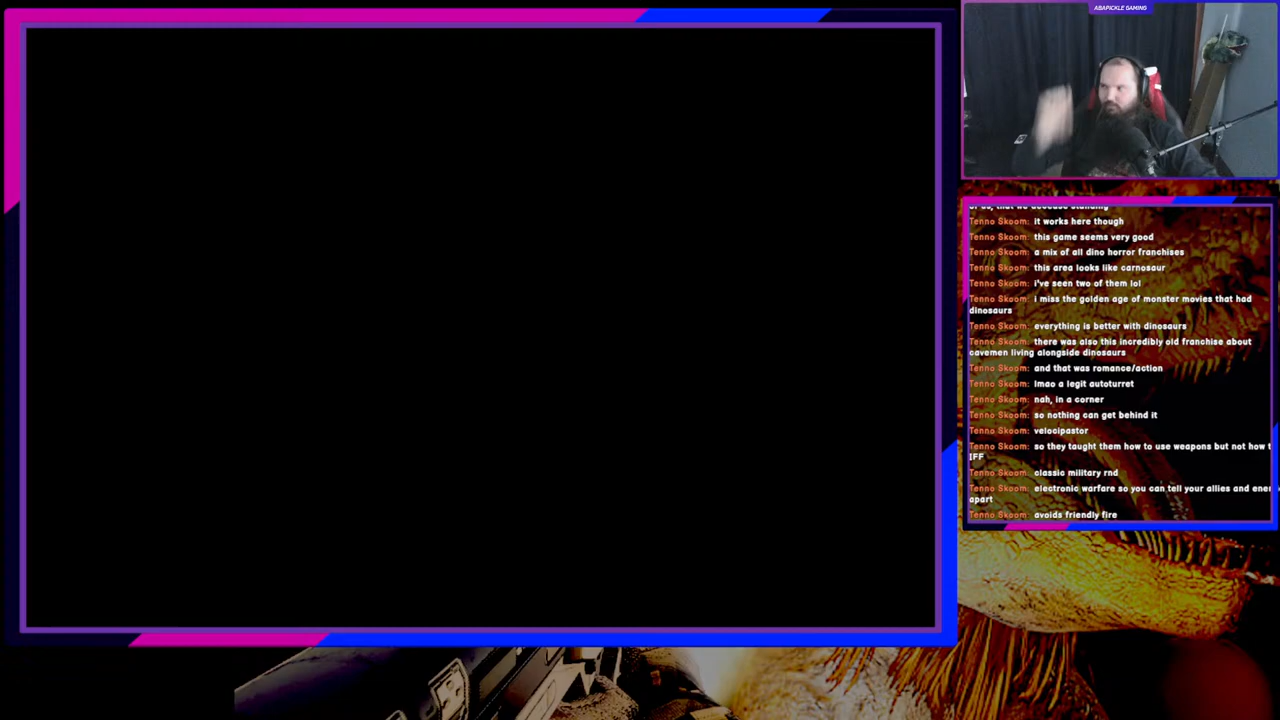 ABAPICKLE GAMING
Tenno Skoom: it works here though
Tenno Skoom: this game seems very good
Tenno Skoom: a mix of all dino horror franchises
Tenno Skoom: this area looks like carnosaur
Tenno Skoom: i've seen two of them lol
Tenno Skoom: i miss the golden age of monster movies that had
dinosaurs
Tenno Skoom: everything is better with dinosaurs
Tenno Skoom: there was also this incredibly old franchise about
cavemen living alongside dinosaurs
Tenno Skoom: and that was romance/action
Tenno Skoom: lmao a legit autoturret
Tenno Skoom: nah, in a corner
Tenno Skoom: so nothing can get behind it
Tenno Skoom: velocipastor
Tenno Skoom: so they taught them how to use weapons but not how
IFF
Tenno Skoom: classic military rnd
Tenno Skoom: electronic warfare so you can tell your allies and
apart
Tenno Skoom: avoids friendly fire